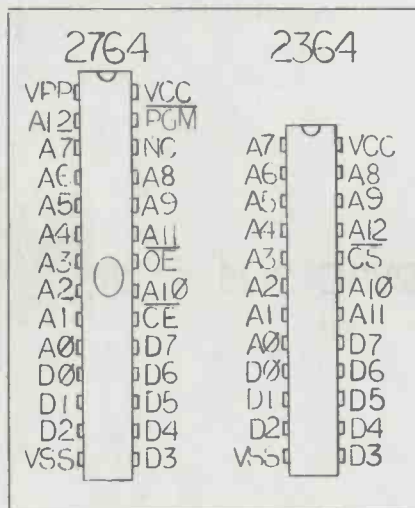 2764
VPP VCC
A12 PGM
A7 NC
A6 A8
A5 A9
A4 A11
A3 OE
A2 A10
A1 CE
A0 D7
D0 D6
D1 D5
D2 D4
VSS D3
2364
A7 VCC
A6 A8
A5 A9
A4 A12
A3 CS
A2 A10
A1 A11
A0 D7
D0 D6
D1 D5
D2 D4
VSS D3